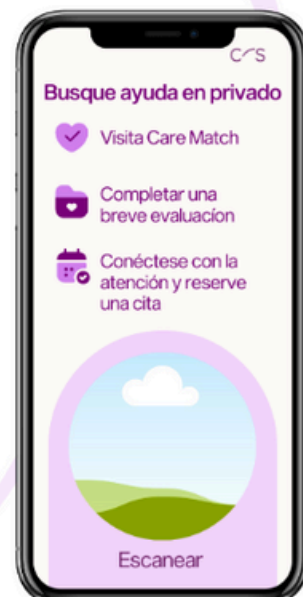 Busque ayuda en privado
Visita Care Match
Completar una
breve evaluacíon
Conéctese con la
atención y reserve
una cita
Escanear